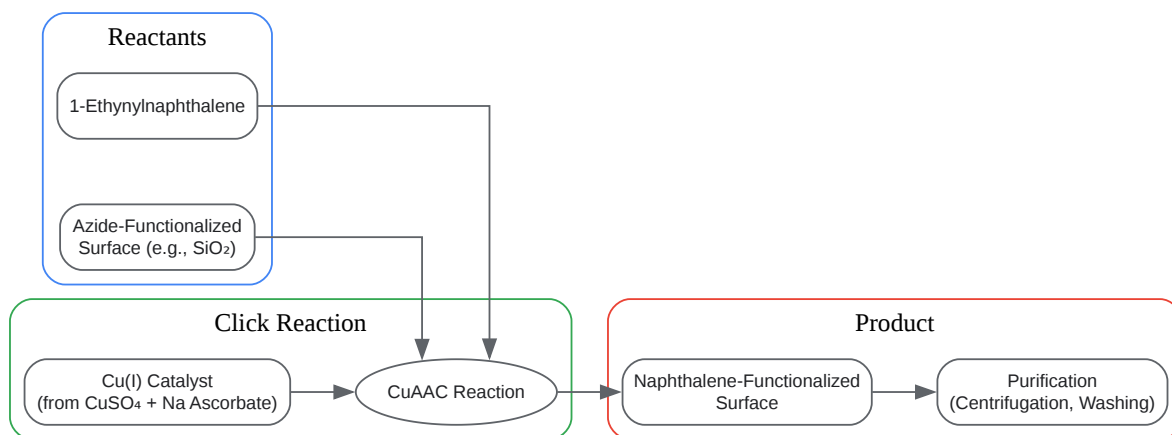 Reactants
1-Ethynylnaphthalene
Azide-Functionalized
Surface (e.g., SiO₂)
Click Reaction
Cu(I) Catalyst
(from CuSO₄ + Na Ascorbate)
CuAAC Reaction
Product
Naphthalene-Functionalized
Surface
Purification
(Centrifugation, Washing)